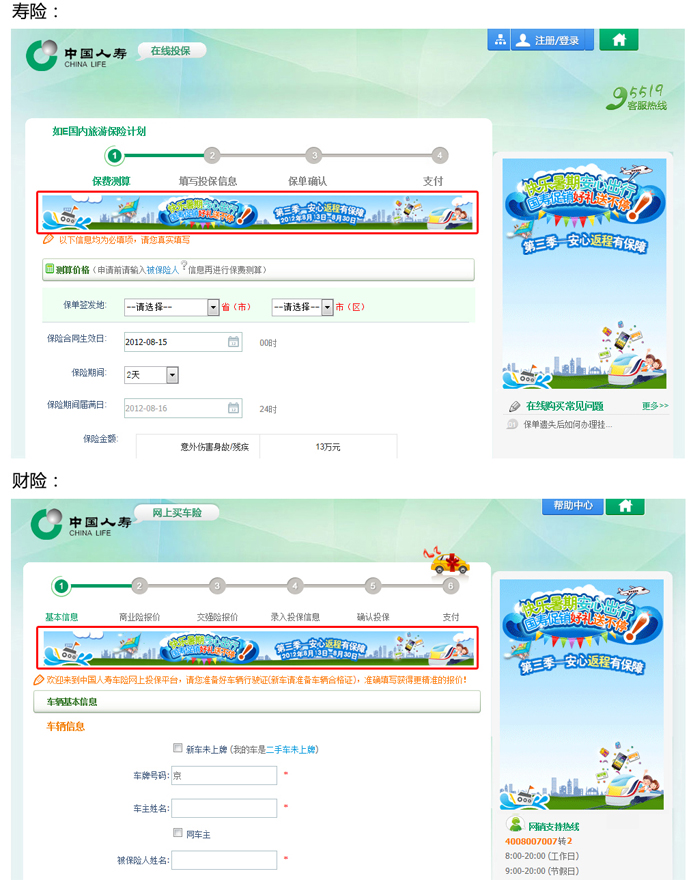 寿险：
中国人寿
CHINA LIFE
在线投保
注册/登录
95519
客服热线
如E国内旅游保险计划
1 2 3 4
保费测算 填写投保信息 保单确认 支付
快乐暑期安心出行
国寿促销好礼送不停!
第三季—安心返程有保障
2012年8月13日-8月30日
以下信息均为必填项，请您真实填写
测算价格（申请前请输入被保险人?信息再进行保费测算）
保单签发地: --请选择-- 省（市） --请选择-- 市（区）
保险合同生效日: 2012-08-15 00时
保险期间: 2天
保险期间届满日: 2012-08-16 24时
保险金额: 意外伤害身故/残疾 13万元
快乐暑期安心出行
国寿促销好礼送不停!
第三季—安心返程有保障
在线购买常见问题 更多>>
保单遗失后如何办理挂...
财险：
中国人寿
CHINA LIFE
网上买车险
帮助中心
1 2 3 4 5 6
基本信息 商业险报价 交强险报价 录入投保信息 确认投保 支付
快乐暑期安心出行
国寿促销好礼送不停!
第三季—安心返程有保障
2012年8月13日-8月30日
欢迎来到中国人寿车险网上投保平台，请您准备好车辆行驶证(新车请准备车辆合格证)，准确填写获得更精准的报价!
车辆基本信息
车辆信息
新车未上牌 (我的车是二手车未上牌)
车牌号码: 京 *
车主姓名: *
同车主
被保险人姓名: *
快乐暑期安心出行
国寿促销好礼送不停!
第三季—安心返程有保障
网销支持热线
4008007007转2
8:00-20:00 (工作日)
9:00-20:00 (节假日)